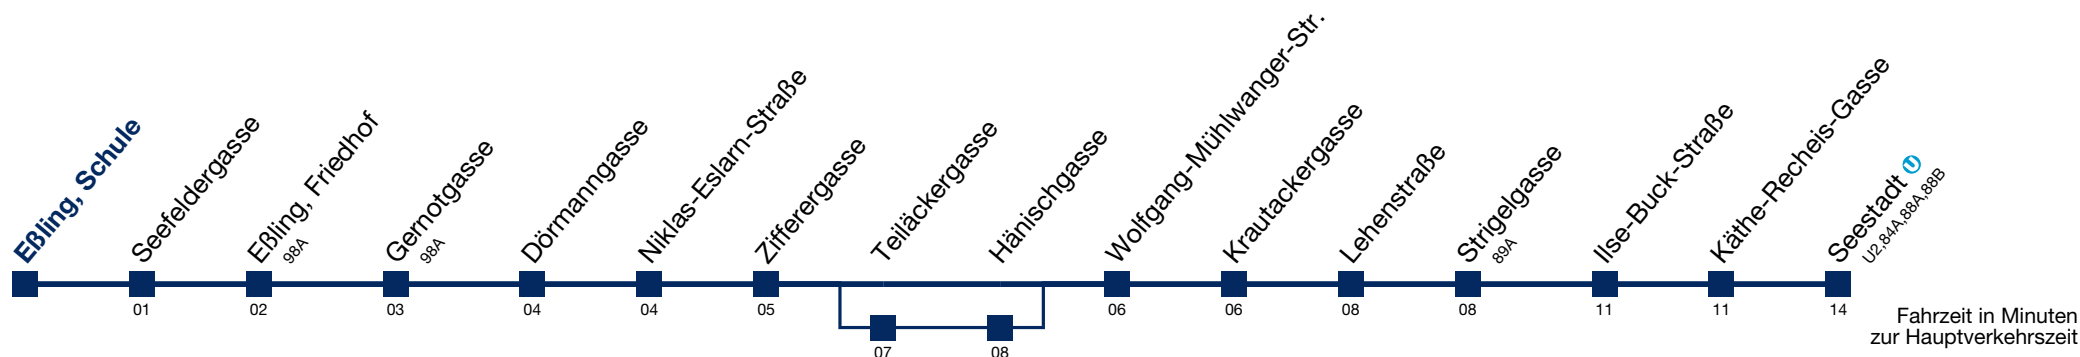 Eßling, Schule
Seefeldergasse
01
Eßling, Friedhof
98A
02
Gernotgasse
98A
03
Dörmanngasse
04
Niklas-Eslarn-Straße
04
Zifferergasse
05
Teiläckergasse
07
Hänischgasse
08
Wolfgang-Mühlwanger-Str.
06
Krautackergasse
06
Lehenstraße
08
Strigelgasse
89A
08
Ilse-Buck-Straße
11
Käthe-Recheis-Gasse
11
Seestadt U
U2,84A,88A,88B
14
Fahrzeit in Minuten
zur Hauptverkehrszeit